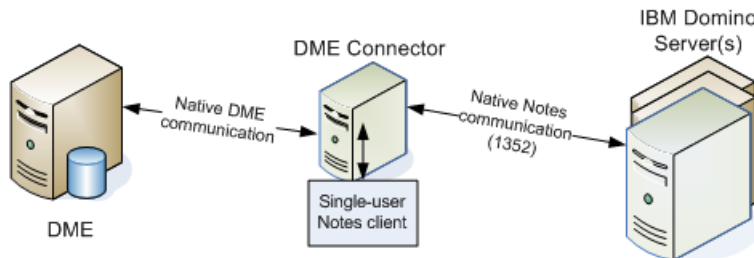 IBM Domino
Server(s)
DME Connector
Native DME
communication
Native Notes
communication
(1352)
Single-user
Notes client
DME